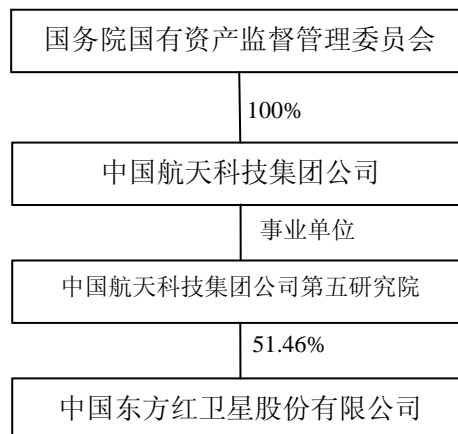 国务院国有资产监督管理委员会
100%
中国航天科技集团公司
事业单位
中国航天科技集团公司第五研究院
51.46%
中国东方红卫星股份有限公司